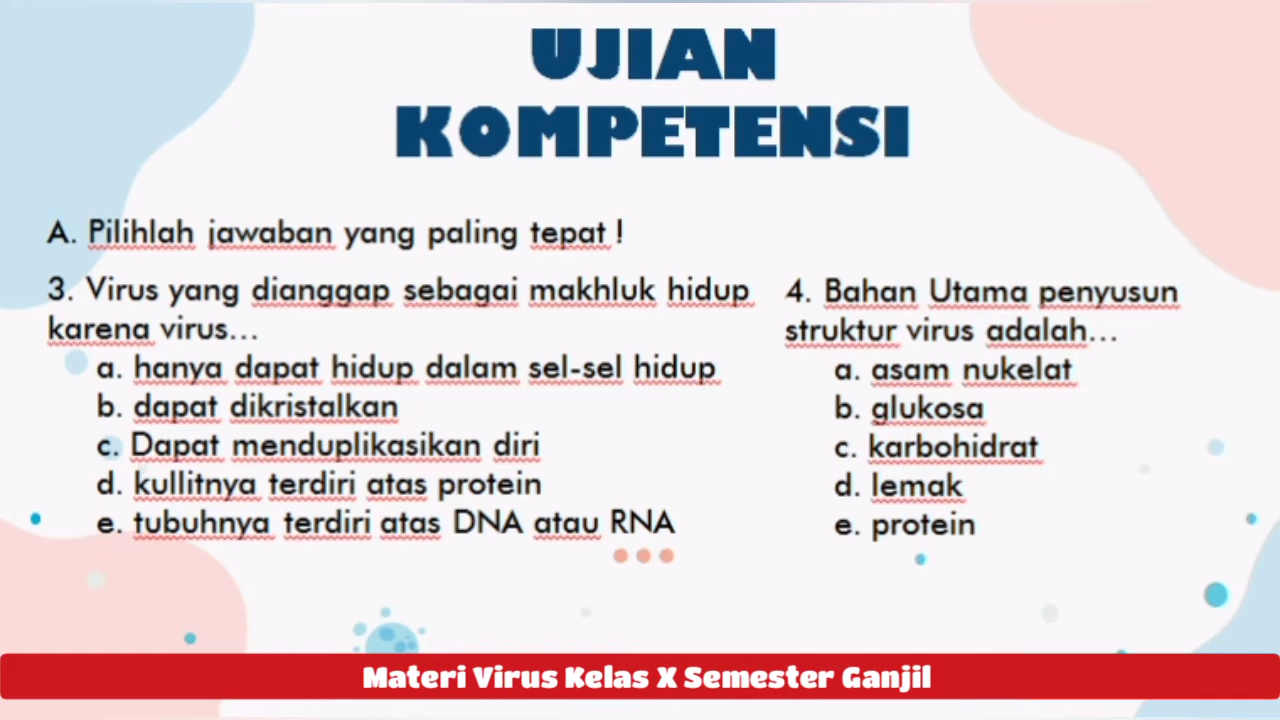 UJIAN
KOMPETENSI
A. Pilihlah jawaban yang paling tepat !
3. Virus yang dianggap sebagai makhluk hidup
karena virus...
a. hanya dapat hidup dalam sel-sel hidup
b. dapat dikristalkan
c. Dapat menduplikasikan diri
d. kullitnya terdiri atas protein
e. tubuhnya terdiri atas DNA atau RNA
4. Bahan Utama penyusun
struktur virus adalah...
a. asam nukelat
b. glukosa
c. karbohidrat
d. lemak
e. protein
Materi Virus Kelas X Semester Ganjil